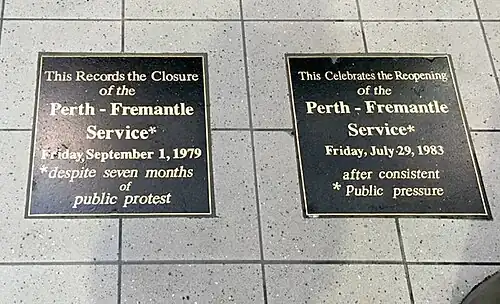 This Records the Closure
of the
Perth - Fremantle
Service*
Friday, September 1, 1979
*despite seven months
of
public protest
This Celebrates the Reopening
of the
Perth - Fremantle
Service*
Friday, July 29, 1983
after consistent
* Public pressure